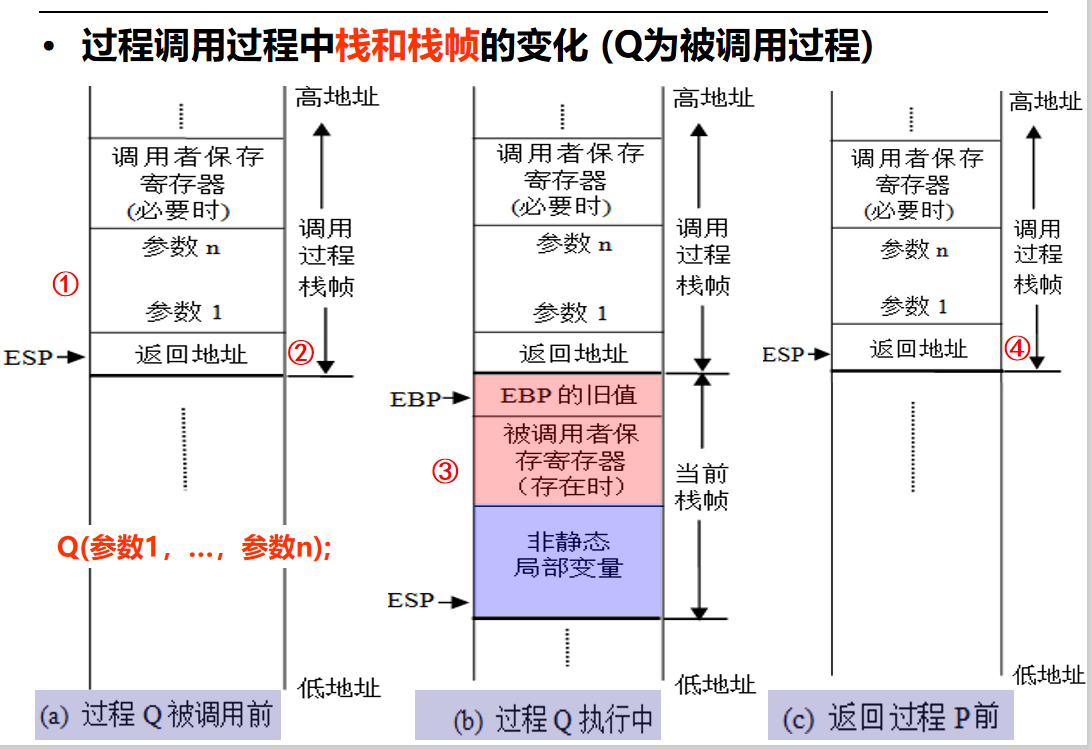 • 过程调用过程中栈和栈帧的变化 (Q为被调用过程)
高地址
调用者保存
寄存器
(必要时)
参数 n
①
参数 1
ESP
返回地址
②
调用
过程
栈帧
Q(参数1, …, 参数n);
低地址
(a) 过程 Q 被调用前
高地址
调用者保存
寄存器
(必要时)
参数 n
参数 1
返回地址
调用
过程
栈帧
EBP
EBP 的旧值
③
被调用者保
存寄存器
(存在时)
非静态
局部变量
ESP
当前
栈帧
低地址
(b) 过程 Q 执行中
高地址
调用者保存
寄存器
(必要时)
参数 n
参数 1
ESP
返回地址
④
调用
过程
栈帧
低地址
(c) 返回过程 P 前